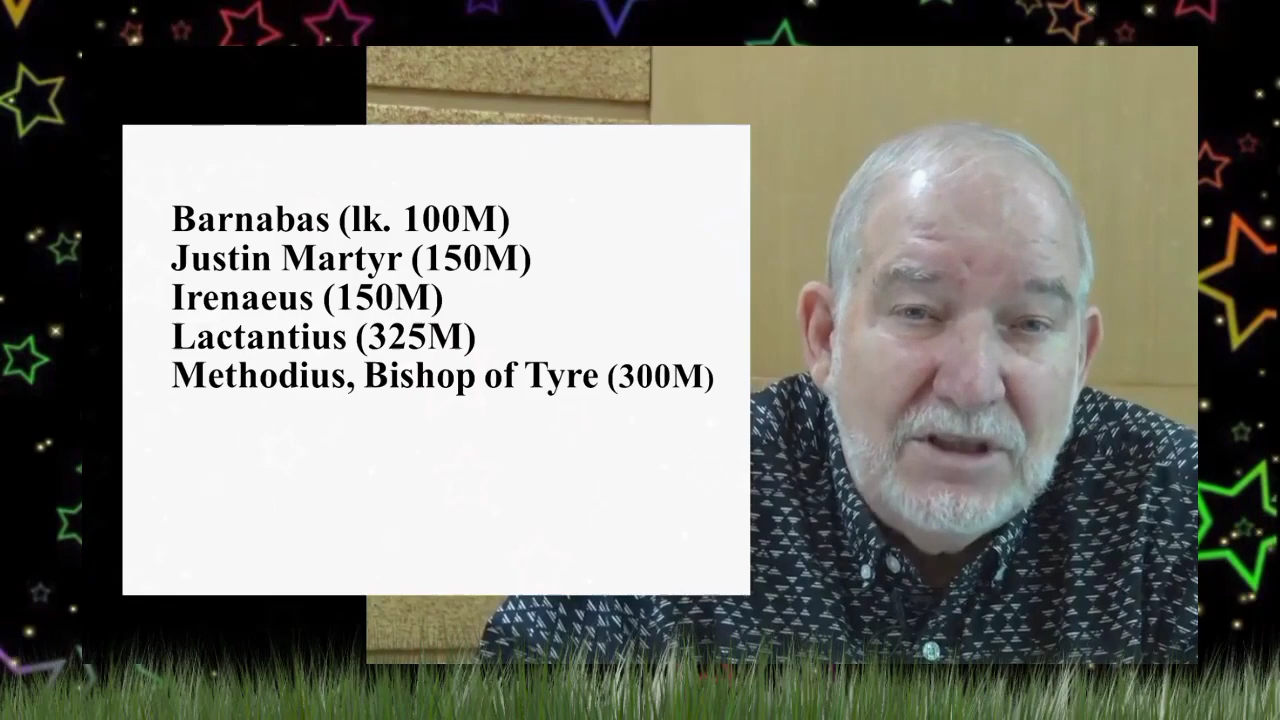 Barnabas (lk. 100M)
Justin Martyr (150M)
Irenaeus (150M)
Lactantius (325M)
Methodius, Bishop of Tyre (300M)